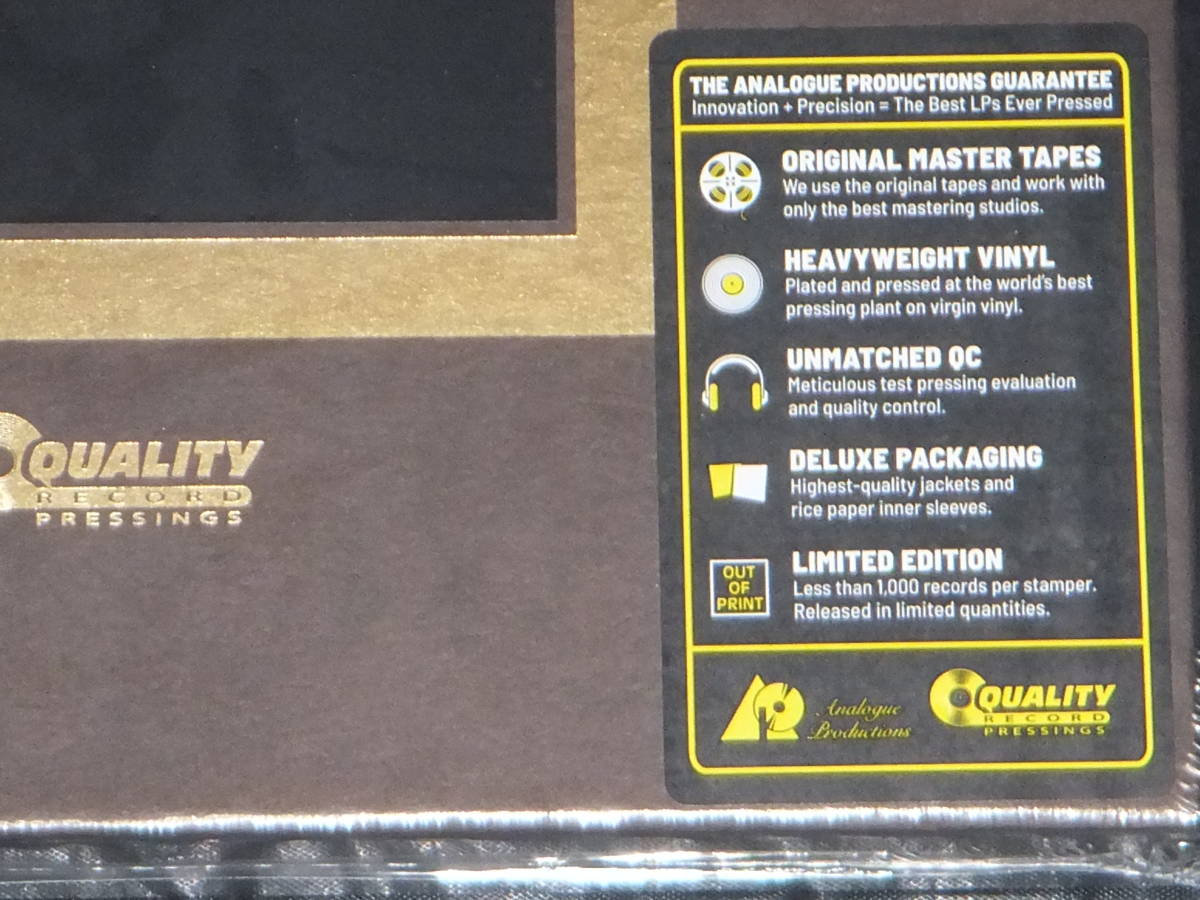 THE ANALOGUE PRODUCTIONS GUARANTEE
Innovation + Precision = The Best LPs Ever Pressed
ORIGINAL MASTER TAPES
We use the original tapes and work with
only the best mastering studios.
HEAVYWEIGHT VINYL
Plated and pressed at the world's best
pressing plant on virgin vinyl.
UNMATCHED QC
Meticulous test pressing evaluation
and quality control.
DELUXE PACKAGING
Highest-quality jackets and
rice paper inner sleeves.
OUT
OF
PRINT
LIMITED EDITION
Less than 1,000 records per stamper.
Released in limited quantities.
Analogue
Productions
QUALITY
RECORD
PRESSINGS
QUALITY
RECORD
PRESSINGS